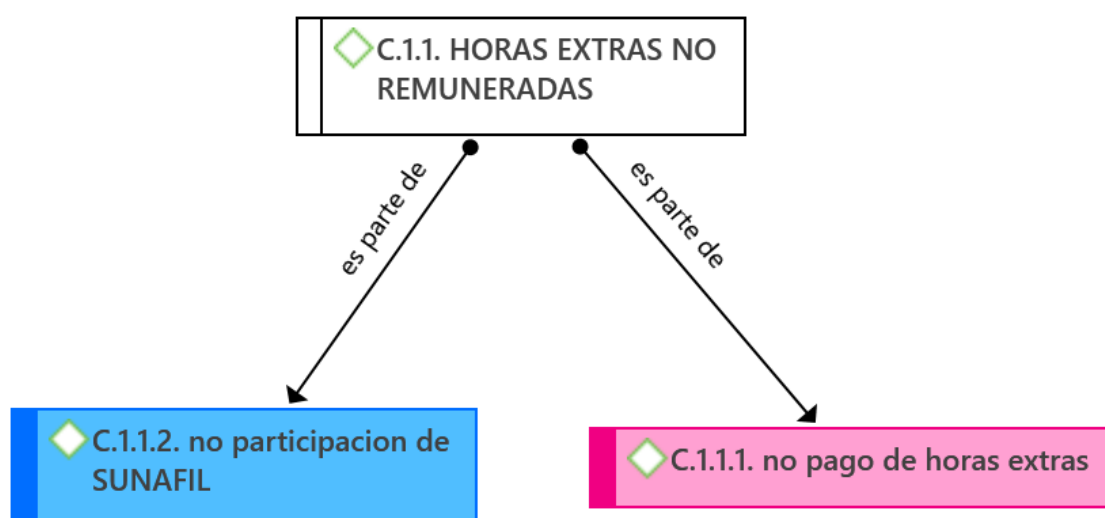 C.1.1. HORAS EXTRAS NO
REMUNERADAS
es parte de
es parte de
C.1.1.2. no participacion de
SUNAFIL
C.1.1.1. no pago de horas extras